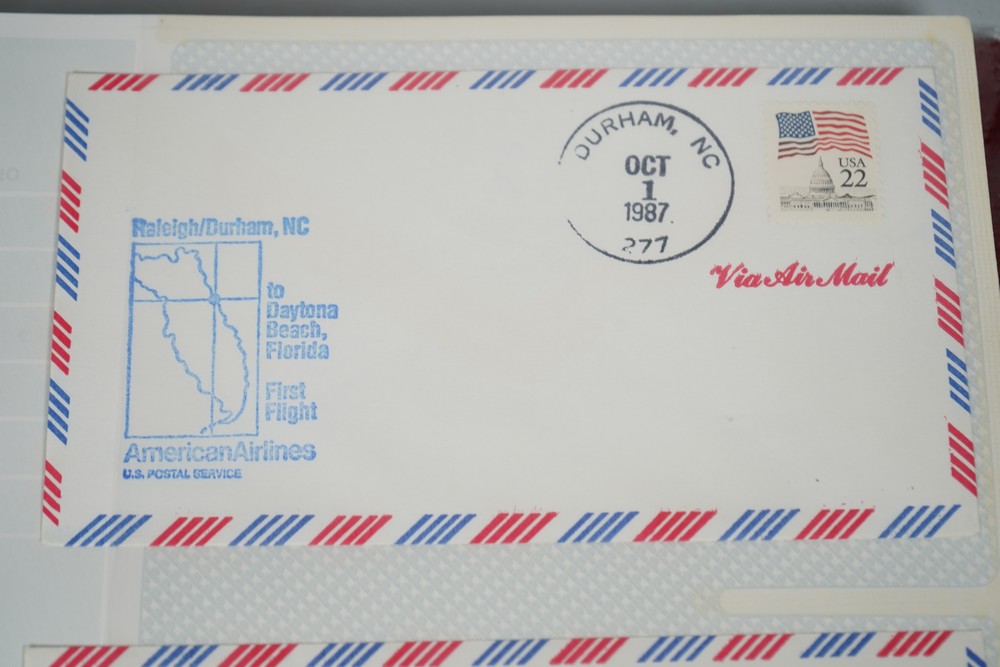 DURHAM, NC
OCT
1
1987
277
USA
22
Via Air Mail
Raleigh/Durham, NC
to
Daytona
Beach,
Florida
First
Flight
AmericanAirlines
U.S. POSTAL SERVICE